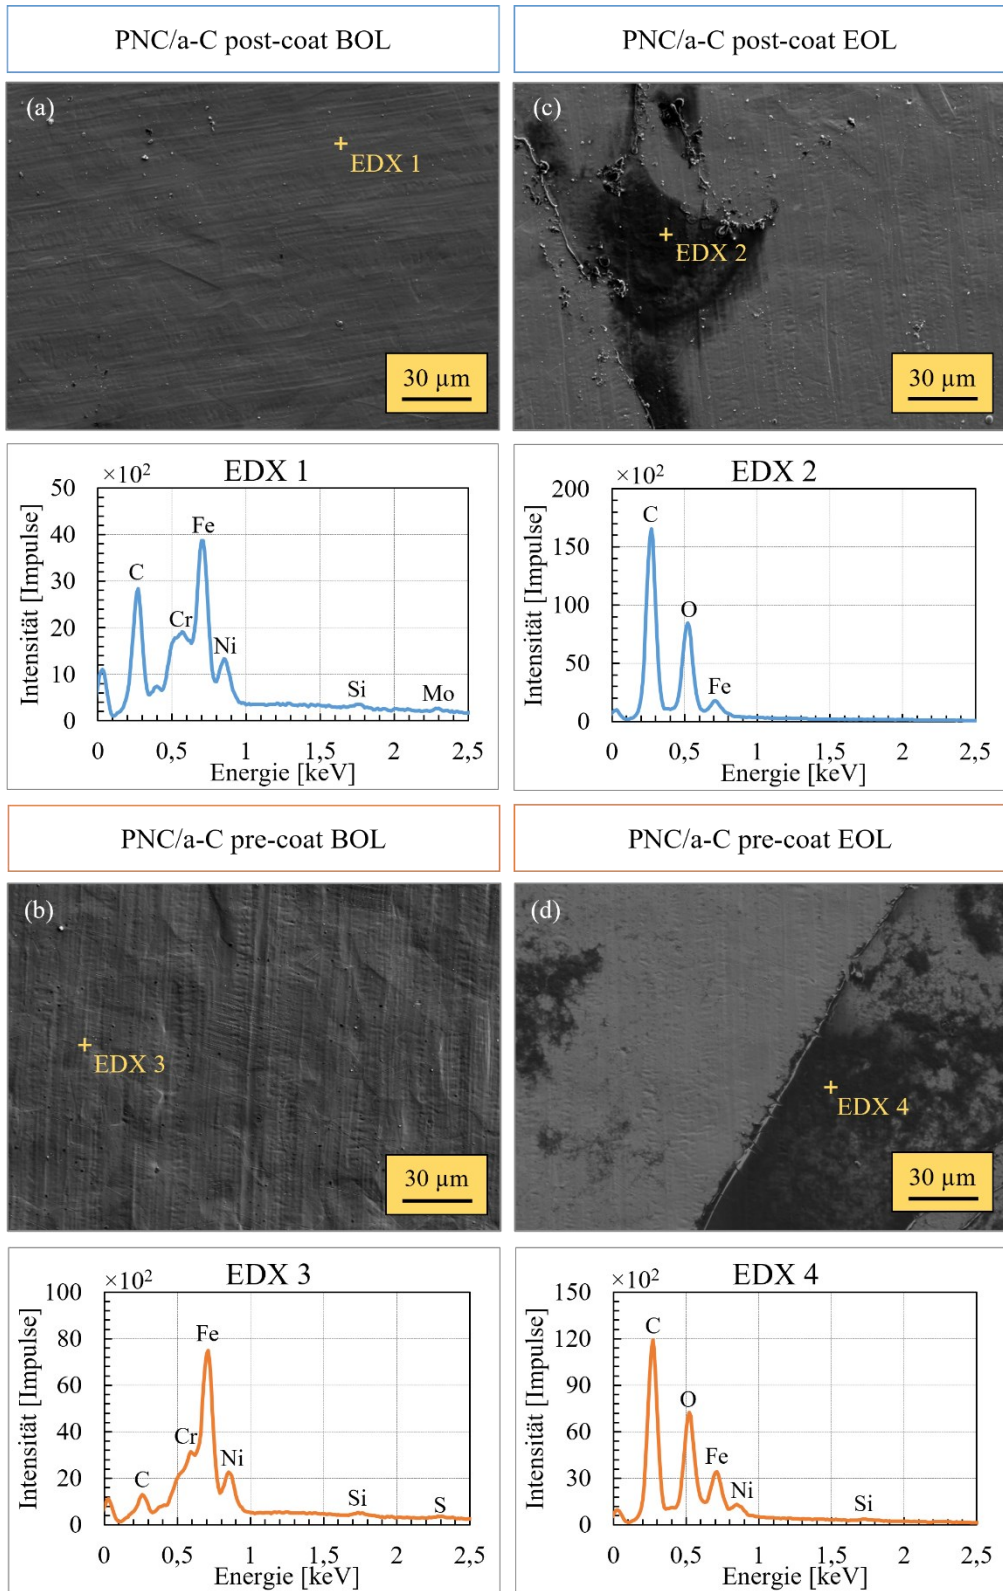 PNC/a-C post-coat BOL
PNC/a-C post-coat EOL
(a)
EDX 1
30 µm
(c)
EDX 2
30 µm
×10²
EDX 1
50
40
30
20
10
0
Intensität [Impulse]
C
Cr
Fe
Ni
Si
Mo
0
0,5
1
1,5
2
2,5
Energie [keV]
×10²
EDX 2
200
150
100
50
0
Intensität [Impulse]
C
O
Fe
0
0,5
1
1,5
2
2,5
Energie [keV]
PNC/a-C pre-coat BOL
PNC/a-C pre-coat EOL
(b)
EDX 3
30 µm
(d)
EDX 4
30 µm
×10²
EDX 3
100
80
60
40
20
0
Intensität [Impulse]
C
Cr
Fe
Ni
Si
S
0
0,5
1
1,5
2
2,5
Energie [keV]
×10²
EDX 4
150
120
90
60
30
0
Intensität [Impulse]
C
O
Fe
Ni
Si
0
0,5
1
1,5
2
2,5
Energie [keV]